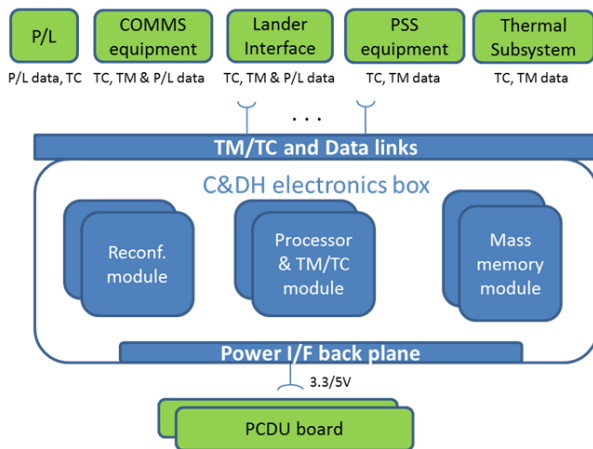 P/L
COMMS
equipment
Lander
Interface
PSS
equipment
Thermal
Subsystem
P/L data, TC
TC, TM & P/L data
TC, TM & P/L data
TC, TM data
TC, TM data
. . .
TM/TC and Data links
C&DH electronics box
Reconf.
module
Processor
& TM/TC
module
Mass
memory
module
Power I/F back plane
3.3/5V
PCDU board